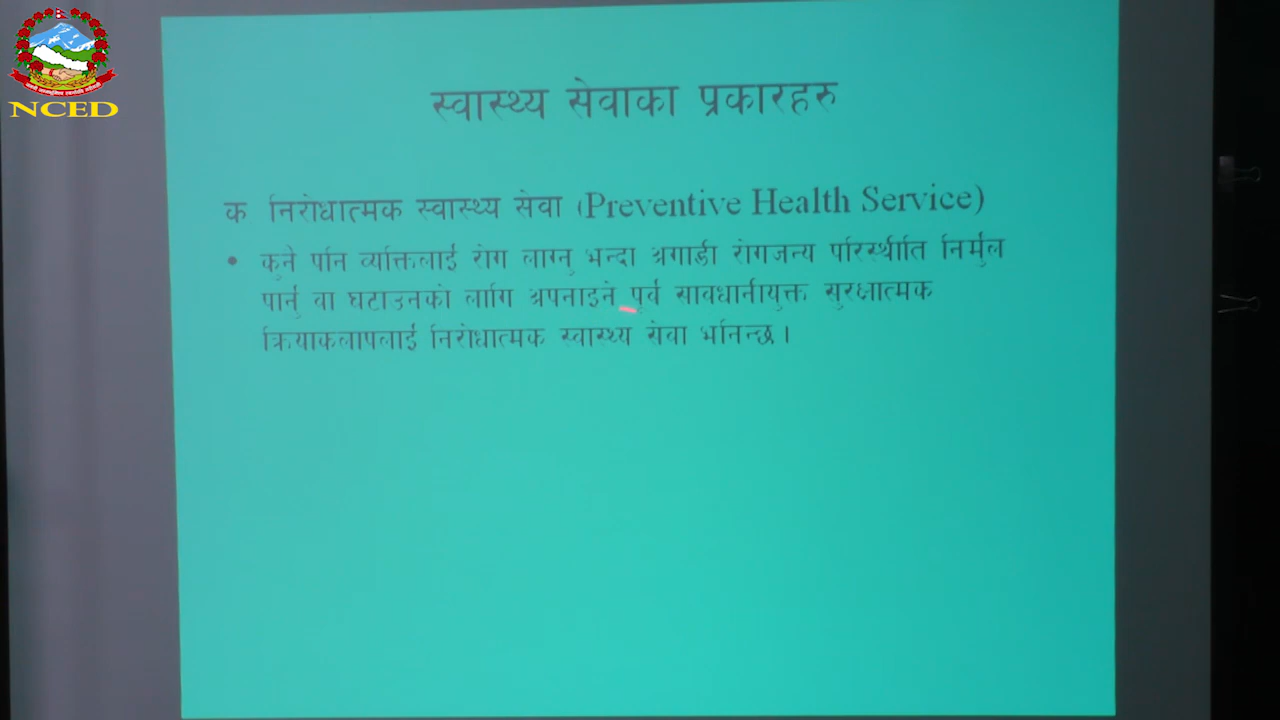 NCED
स्वास्थ्य सेवाका प्रकारहरु
क निरोधात्मक स्वास्थ्य सेवा (Preventive Health Service)
• कुनै पनि व्यक्तिलाई रोग लाग्नु भन्दा अगाडी रोगजन्य परिस्थीति निर्मुल
पार्नु वा घटाउनको लागि अपनाइने पूर्व सावधानीयुक्त सुरक्षात्मक
क्रियाकलापलाई निरोधात्मक स्वास्थ्य सेवा भनिन्छ ।